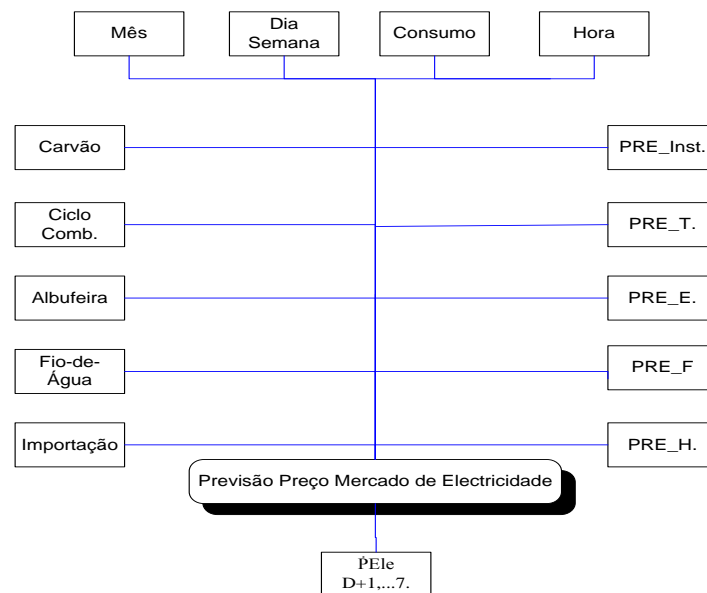 Mês
Dia
Semana
Consumo
Hora
Carvão
PRE_Inst.
Ciclo
Comb.
PRE_T.
Albufeira
PRE_E.
Fio-de-
Água
PRE_F
Importação
PRE_H.
Previsão Preço Mercado de Electricidade
ṖEle
D+1,...7.